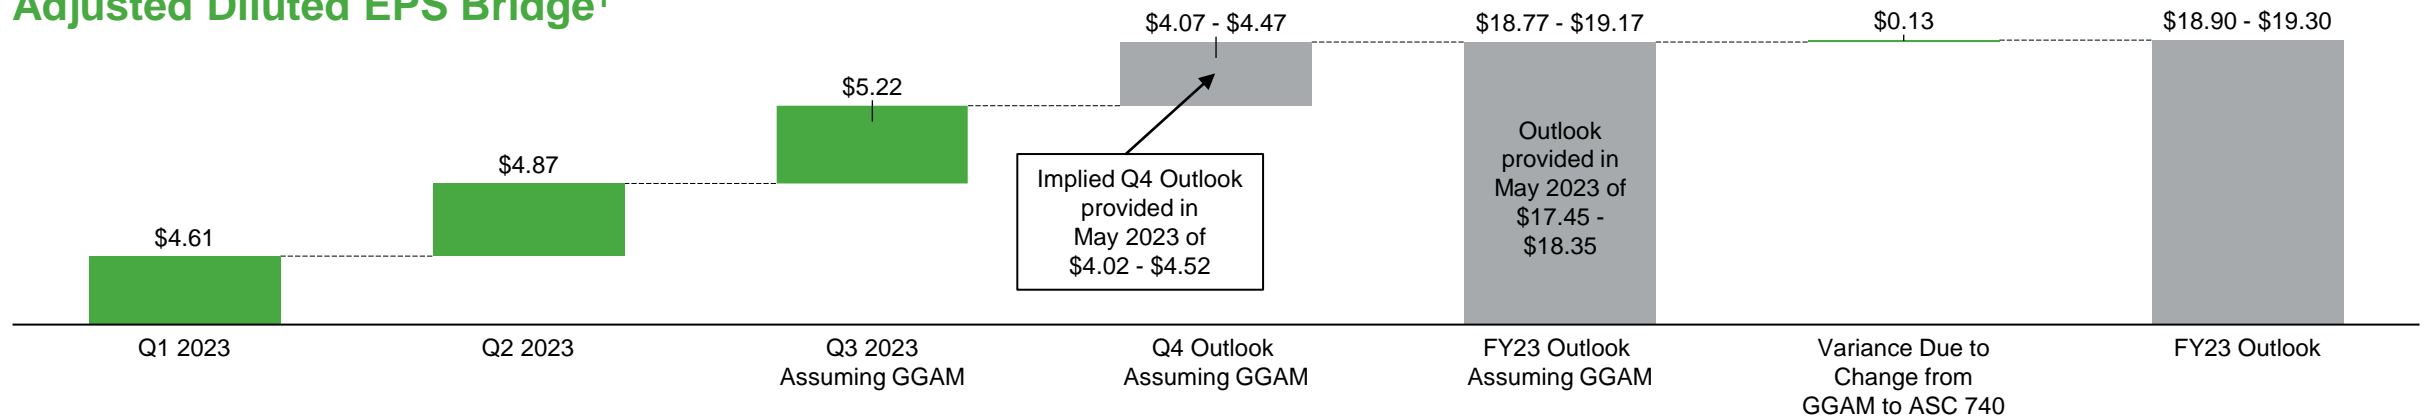 Adjusted Diluted EPS Bridge¹
$4.61
$4.87
$5.22
$4.07 - $4.47
$18.77 - $19.17
$0.13
$18.90 - $19.30
Implied Q4 Outlook
provided in
May 2023 of
$4.02 - $4.52
Outlook
provided in
May 2023 of
$17.45 -
$18.35
Q1 2023
Q2 2023
Q3 2023
Assuming GGAM
Q4 Outlook
Assuming GGAM
FY23 Outlook
Assuming GGAM
Variance Due to
Change from
GGAM to ASC 740
FY23 Outlook